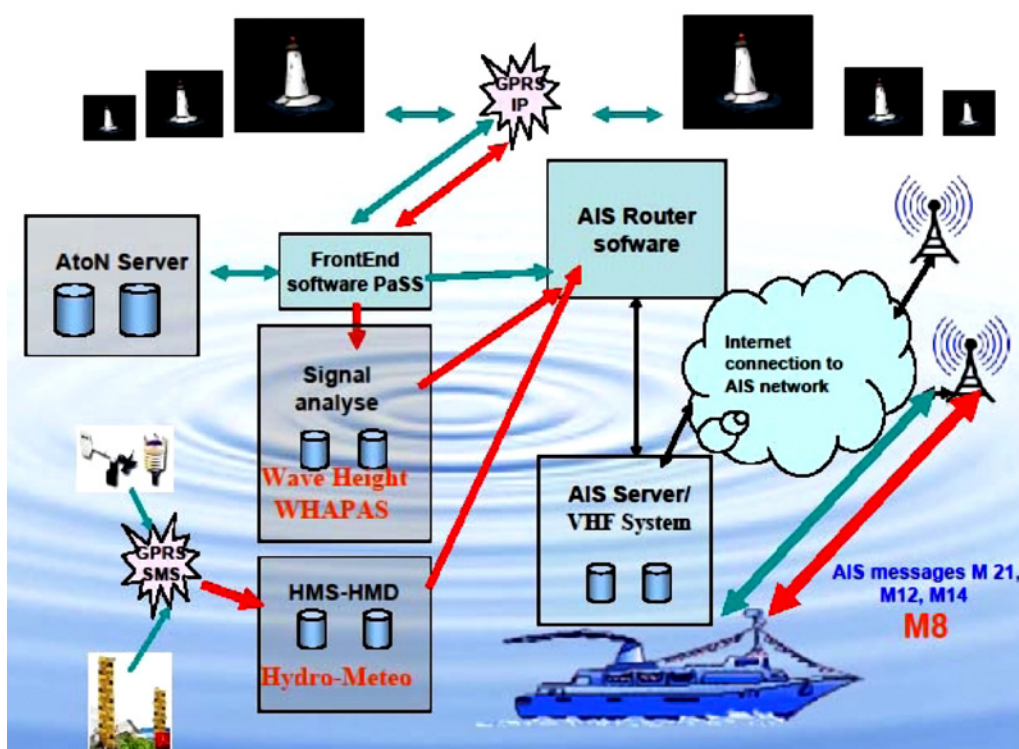 GPRS
IP
AIS Router
sofware
AtoN Server
FrontEnd
software PaSS
Internet
connection to
AIS network
Signal
analyse
Wave Height
WHAPAS
AIS Server/
VHF System
GPRS
SMS
HMS-HMD
Hydro-Meteo
AIS messages M 21,
M12, M14
M8